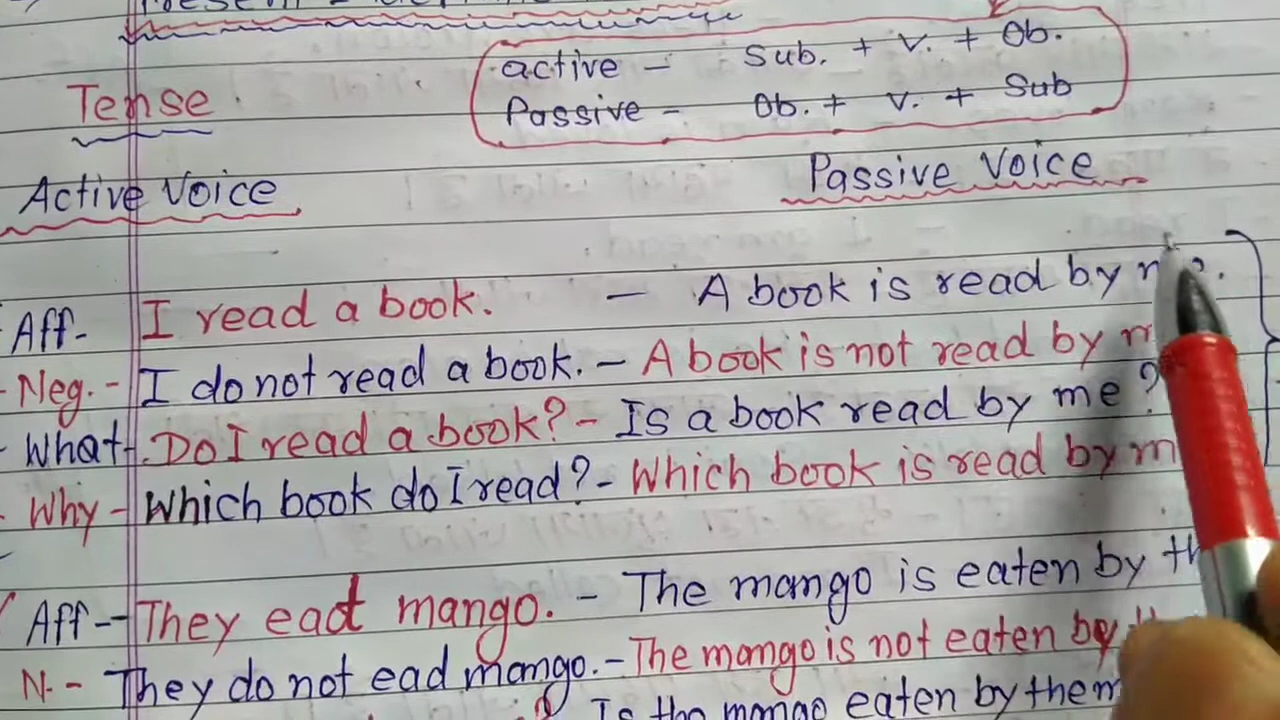 active - Sub. + V. + Ob.
Passive - Ob. + V. + Sub
Tense
Active Voice
Passive Voice
Aff- I read a book. - A book is read by
Neg. - I do not read a book. - A book is not read by
What - Do I read a book? - Is a book read by me?
Why - Which book do I read? - Which book is read by
Aff - They eat mango. - The mango is eaten by
N. - They do not ead mango. - The mango is not eaten by
Is the mango eaten by them